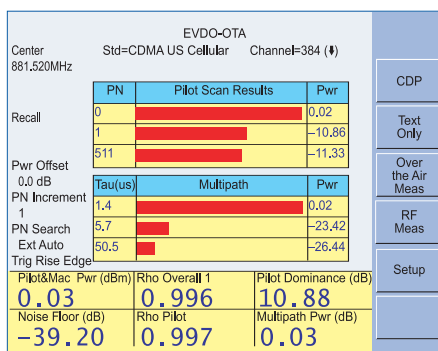 EVDO-OTA
Center Std=CDMA US Cellular Channel=384 (⬇)
881.520MHz
PN Pilot Scan Results Pwr
Recall
0 0.02
1 –10.86
511 –11.33
Pwr Offset
0.0 dB
PN Increment
1
PN Search
Ext Auto
Trig Rise Edge
Tau(us) Multipath Pwr
1.4 0.02
5.7 –23.42
50.5 –26.44
Pilot&Mac Pwr (dBm) Rho Overall 1 Pilot Dominance (dB)
0.03 0.996 10.88
Noise Floor (dB) Rho Pilot Multipath Pwr (dB)
–39.20 0.997 0.03
CDP
Text
Only
Over
the Air
Meas
RF
Meas
Setup